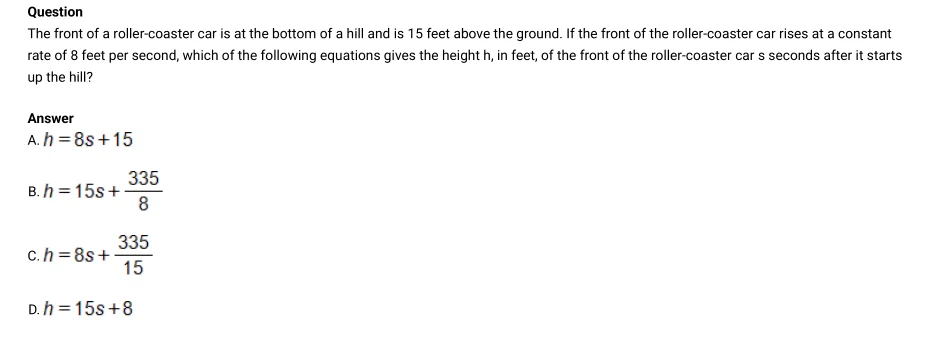 Question
The front of a roller-coaster car is at the bottom of a hill and is 15 feet above the ground. If the front of the roller-coaster car rises at a constant
rate of 8 feet per second, which of the following equations gives the height h, in feet, of the front of the roller-coaster car s seconds after it starts
up the hill?
Answer
A. h = 8s + 15
B. h = 15s + 335/8
C. h = 8s + 335/15
D. h = 15s + 8